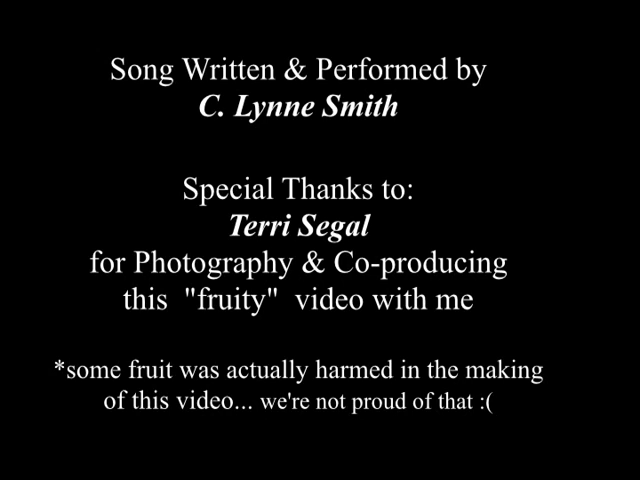 Song Written & Performed by
C. Lynne Smith
Special Thanks to:
Terri Segal
for Photography & Co-producing
this "fruity" video with me
*some fruit was actually harmed in the making
of this video... we're not proud of that :(